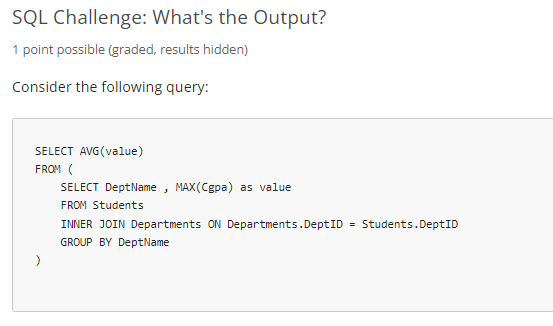 SQL Challenge: What's the Output?
1 point possible (graded, results hidden)
Consider the following query:
SELECT AVG(value)
FROM (
SELECT DeptName , MAX(Cgpa) as value
FROM Students
INNER JOIN Departments ON Departments.DeptID = Students.DeptID
GROUP BY DeptName
)